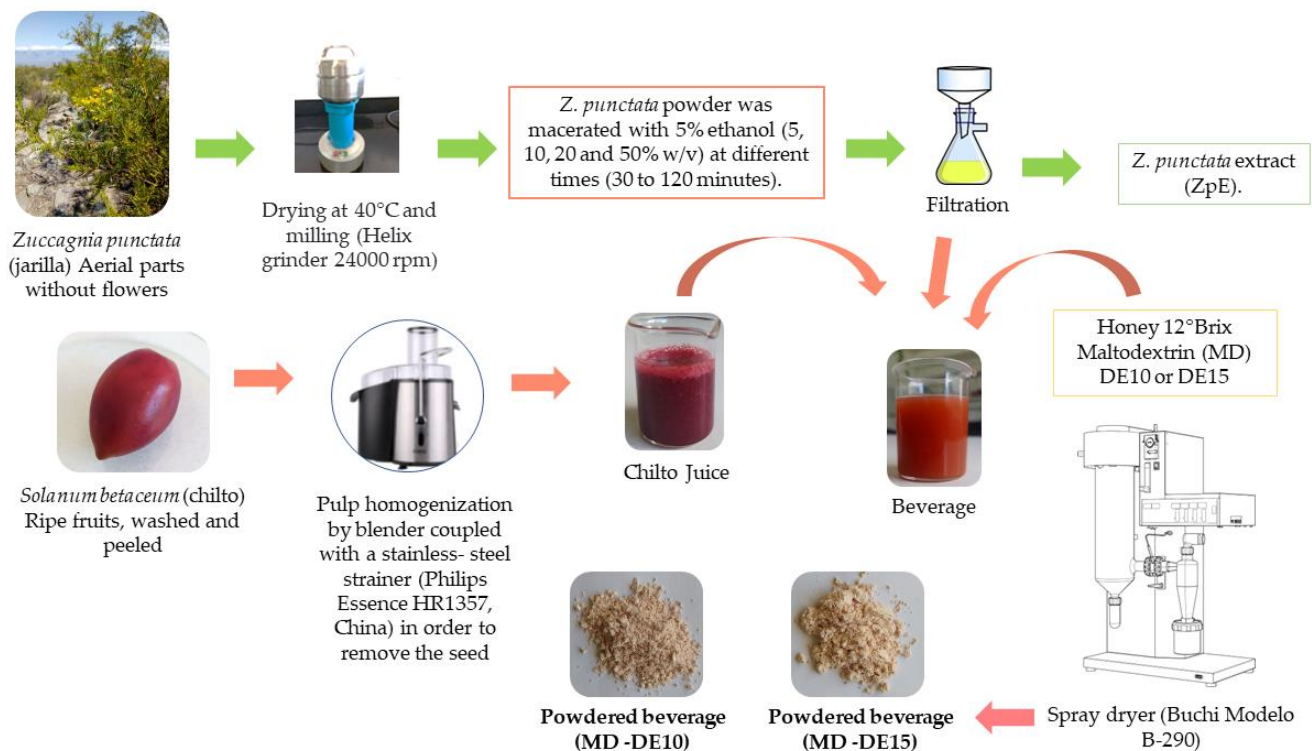 Zuccagnia punctata
(jarilla) Aerial parts
without flowers
Drying at 40°C and
milling (Helix
grinder 24000 rpm)
Z. punctata powder was
macerated with 5% ethanol (5,
10, 20 and 50% w/v) at different
times (30 to 120 minutes).
Filtration
Z. punctata extract
(ZpE).
Solanum betaceum (chilto)
Ripe fruits, washed and
peeled
Pulp homogenization
by blender coupled
with a stainless- steel
strainer (Philips
Essence HR1357,
China) in order to
remove the seed
Chilto Juice
Beverage
Honey 12°Brix
Maltodextrin (MD)
DE10 or DE15
Powdered beverage
(MD -DE10)
Powdered beverage
(MD -DE15)
Spray dryer (Buchi Modelo
B-290)